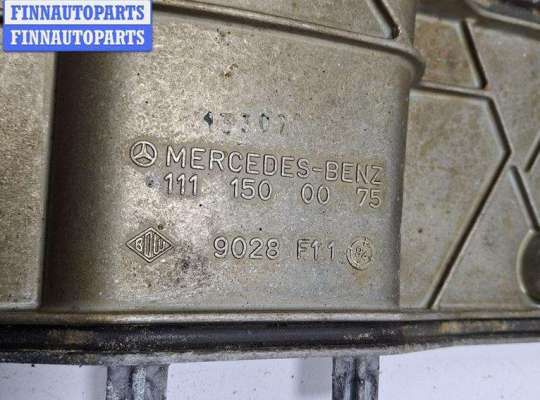 FINNAUTOPARTS
FINNAUTOPARTS
MERCEDES-BENZ
111 150 00 75
9028 F11